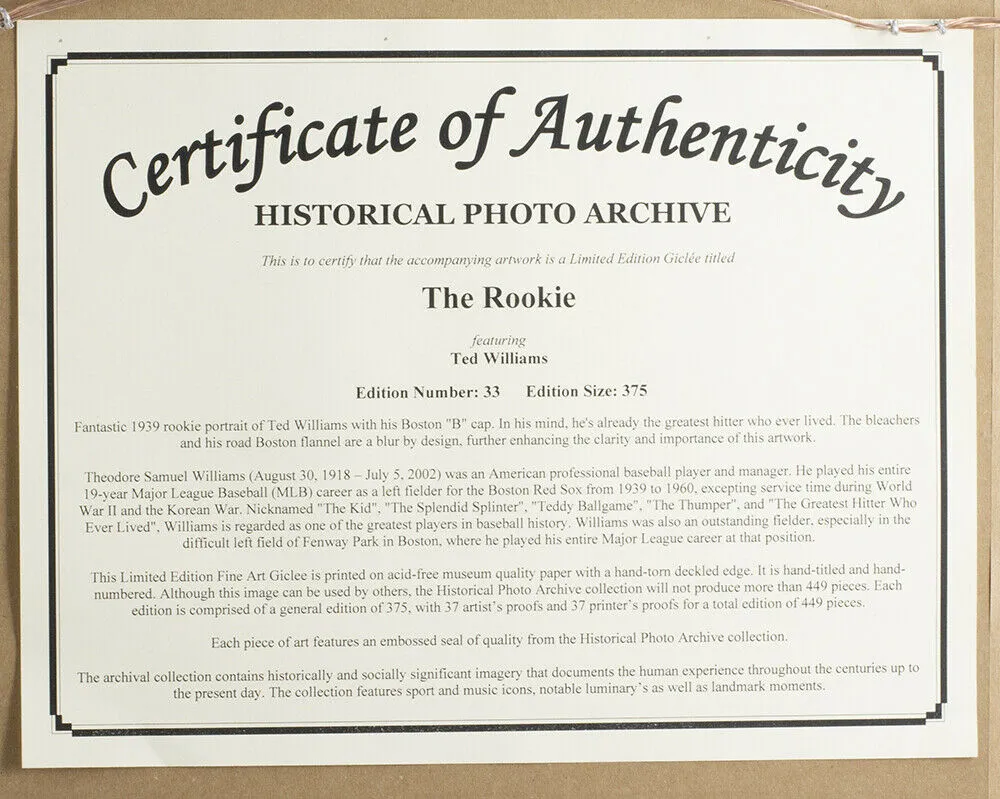 Certificate of Authenticity
HISTORICAL PHOTO ARCHIVE
This is to certify that the accompanying artwork is a Limited Edition Giclée titled
The Rookie
featuring
Ted Williams
Edition Number: 33 Edition Size: 375
Fantastic 1939 rookie portrait of Ted Williams with his Boston "B" cap. In his mind, he's already the greatest hitter who ever lived. The bleachers
and his road Boston flannel are a blur by design, further enhancing the clarity and importance of this artwork.
Theodore Samuel Williams (August 30, 1918 – July 5, 2002) was an American professional baseball player and manager. He played his entire
19-year Major League Baseball (MLB) career as a left fielder for the Boston Red Sox from 1939 to 1960, excepting service time during World
War II and the Korean War. Nicknamed "The Kid", "The Splendid Splinter", "Teddy Ballgame", "The Thumper", and "The Greatest Hitter Who
Ever Lived", Williams is regarded as one of the greatest players in baseball history. Williams was also an outstanding fielder, especially in the
difficult left field of Fenway Park in Boston, where he played his entire Major League career at that position.
This Limited Edition Fine Art Giclee is printed on acid-free museum quality paper with a hand-torn deckled edge. It is hand-titled and hand-
numbered. Although this image can be used by others, the Historical Photo Archive collection will not produce more than 449 pieces. Each
edition is comprised of a general edition of 375, with 37 artist's proofs and 37 printer's proofs for a total edition of 449 pieces.
Each piece of art features an embossed seal of quality from the Historical Photo Archive collection.
The archival collection contains historically and socially significant imagery that documents the human experience throughout the centuries up to
the present day. The collection features sport and music icons, notable luminary's as well as landmark moments.